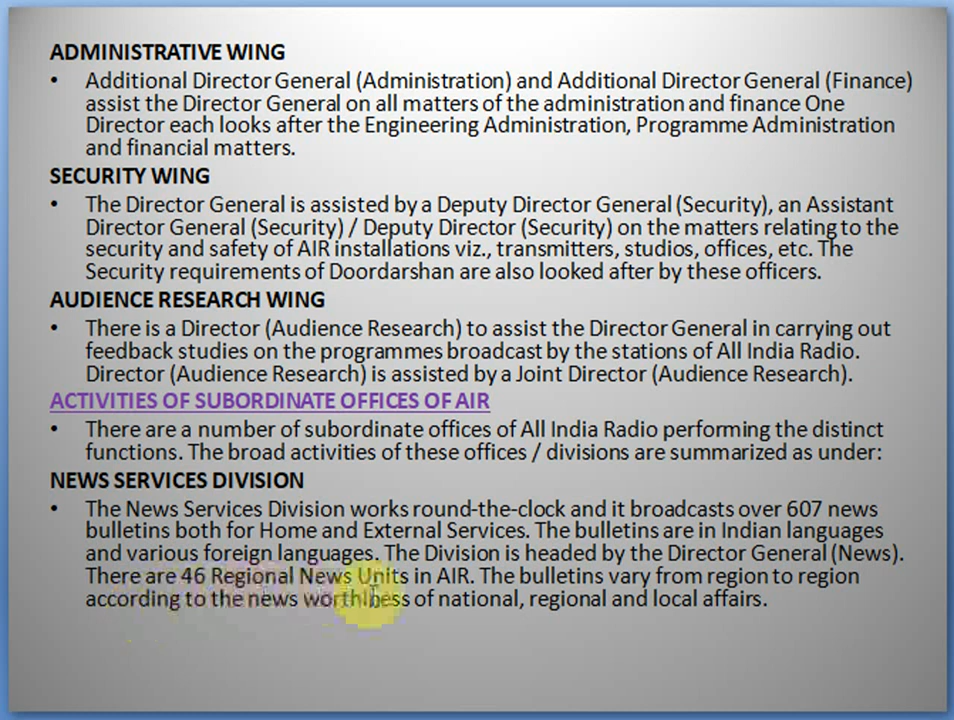 ADMINISTRATIVE WING
• Additional Director General (Administration) and Additional Director General (Finance)
assist the Director General on all matters of the administration and finance One
Director each looks after the Engineering Administration, Programme Administration
and financial matters.
SECURITY WING
• The Director General is assisted by a Deputy Director General (Security), an Assistant
Director General (Security) / Deputy Director (Security) on the matters relating to the
security and safety of AIR installations viz., transmitters, studios, offices, etc. The
Security requirements of Doordarshan are also looked after by these officers.
AUDIENCE RESEARCH WING
• There is a Director (Audience Research) to assist the Director General in carrying out
feedback studies on the programmes broadcast by the stations of All India Radio.
Director (Audience Research) is assisted by a Joint Director (Audience Research).
ACTIVITIES OF SUBORDINATE OFFICES OF AIR
• There are a number of subordinate offices of All India Radio performing the distinct
functions. The broad activities of these offices / divisions are summarized as under:
NEWS SERVICES DIVISION
• The News Services Division works round-the-clock and it broadcasts over 607 news
bulletins both for Home and External Services. The bulletins are in Indian languages
and various foreign languages. The Division is headed by the Director General (News).
There are 46 Regional News Units in AIR. The bulletins vary from region to region
according to the news worthiness of national, regional and local affairs.